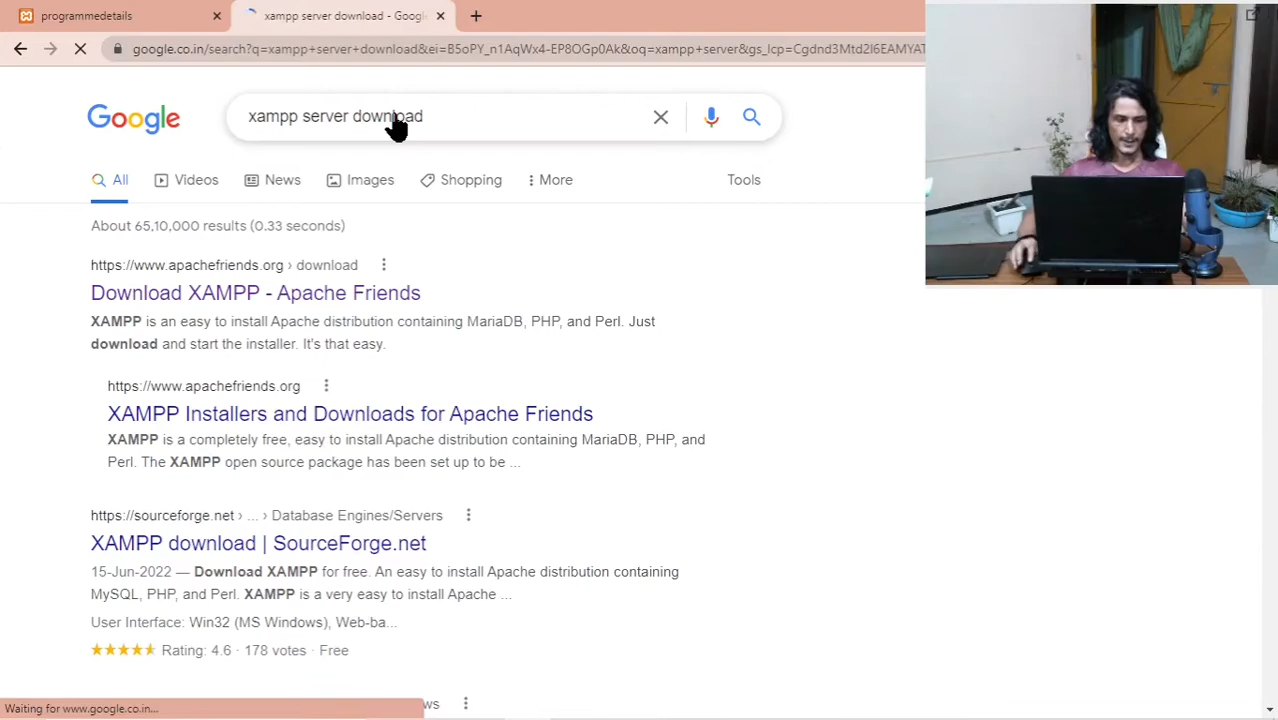 programmedetails
xampp server download - Googl
google.co.in/search?q=xampp+server+download&ei=B5oPY_n1AqWx4-EP8OGp0Ak&oq=xampp+server&gs_lcp=Cgdnd3Mtd2l6EAMYAT
Google
xampp server download
All
Videos
News
Images
Shopping
More
Tools
About 65,10,000 results (0.33 seconds)
https://www.apachefriends.org › download
Download XAMPP - Apache Friends
XAMPP is an easy to install Apache distribution containing MariaDB, PHP, and Perl. Just
download and start the installer. It's that easy.
https://www.apachefriends.org
XAMPP Installers and Downloads for Apache Friends
XAMPP is a completely free, easy to install Apache distribution containing MariaDB, PHP, and
Perl. The XAMPP open source package has been set up to be ...
https://sourceforge.net › ... › Database Engines/Servers
XAMPP download | SourceForge.net
15-Jun-2022 — Download XAMPP for free. An easy to install Apache distribution containing
MySQL, PHP, and Perl. XAMPP is a very easy to install Apache ...
User Interface: Win32 (MS Windows), Web-ba...
Rating: 4.6 · 178 votes · Free
Waiting for www.google.co.in...